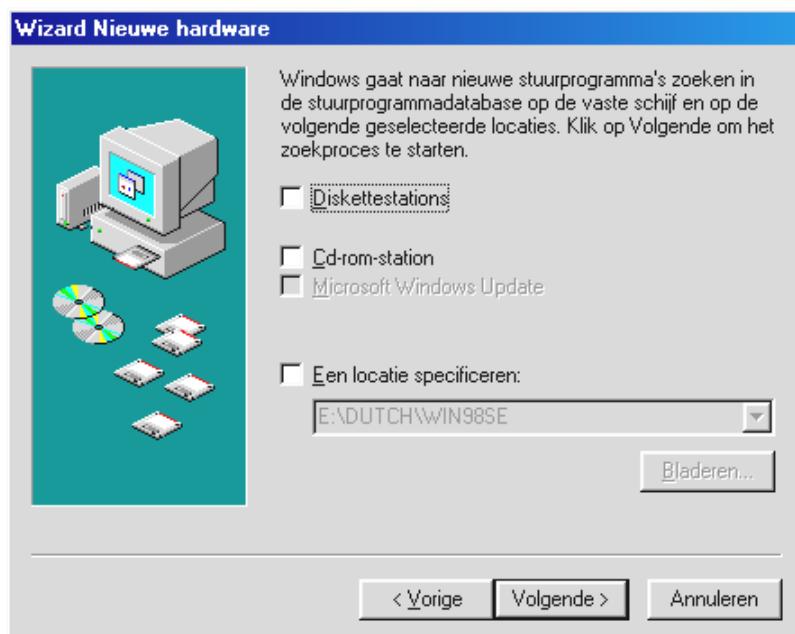 Wizard Nieuwe hardware
Windows gaat naar nieuwe stuurprogramma's zoeken in
de stuurprogrammadatabase op de vaste schijf en op de
volgende geselecteerde locaties. Klik op Volgende om het
zoekproces te starten.
Diskettestations
Cd-rom-station
Microsoft Windows Update
Een locatie specificeren:
E:\DUTCH\WIN98SE
Bladeren...
< Vorige
Volgende >
Annuleren